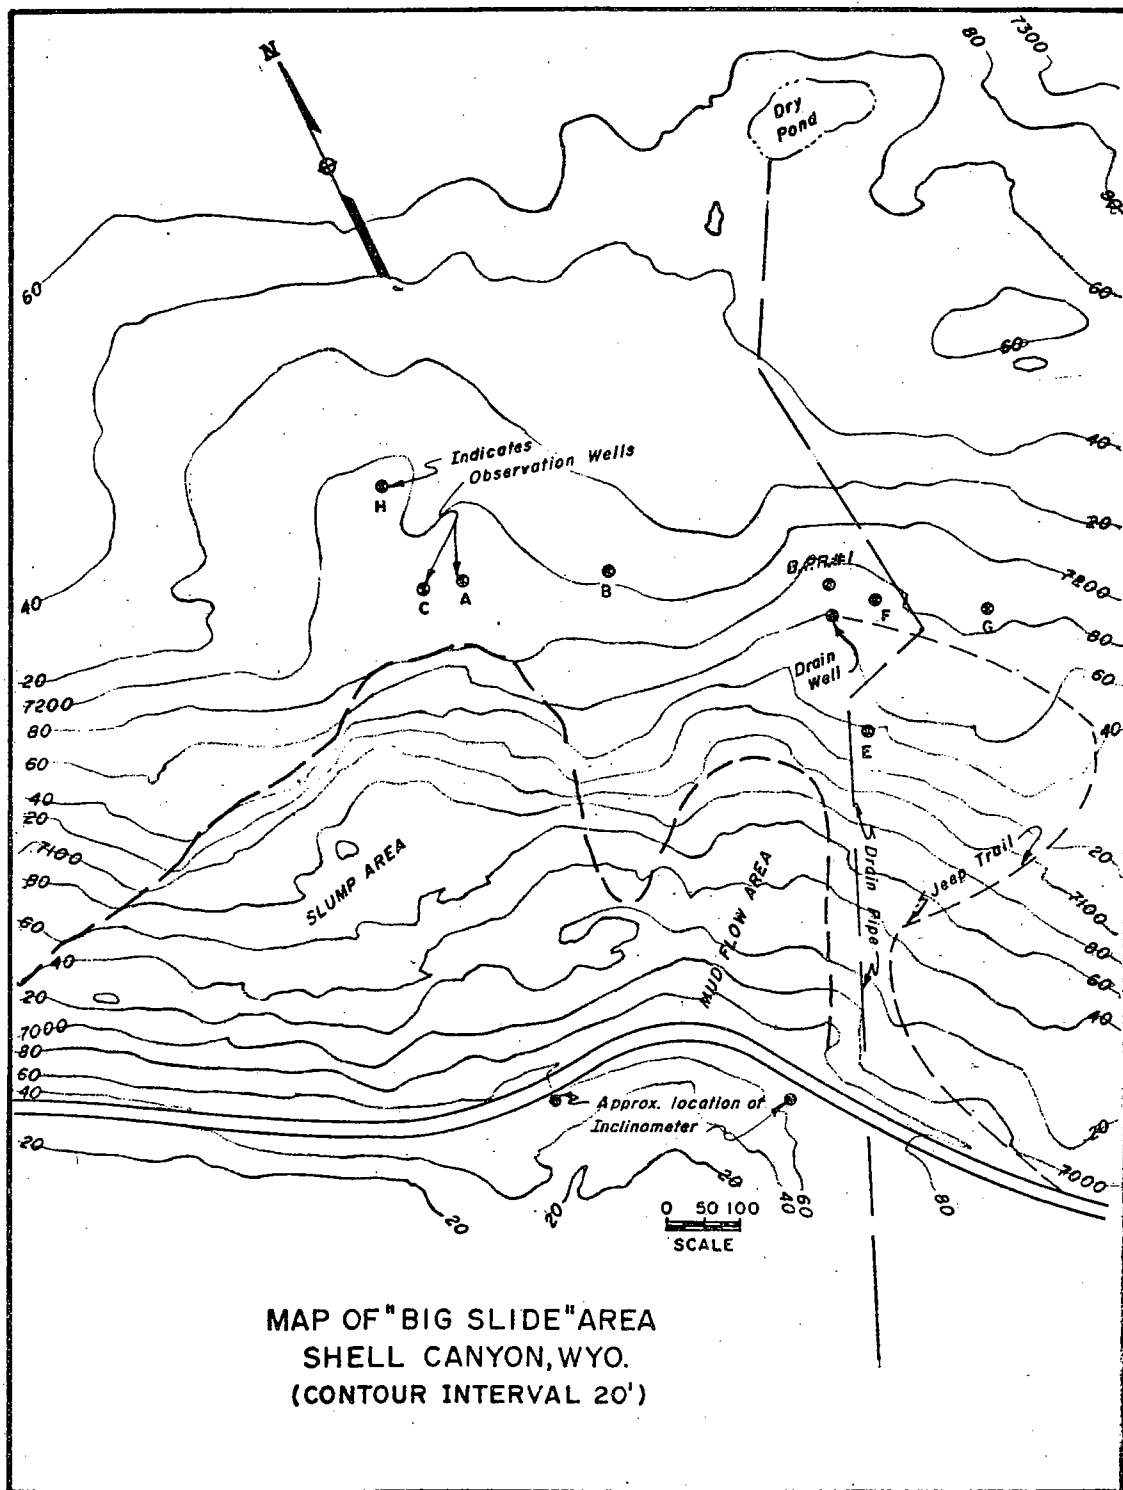 N
7300
80
Dry
Pond
80
60
60
60
40
Indicates
Observation Wells
H
20
C
A
B
B.P.R.#1
F
G
7200
80
40
Drain
Well
60
20
7200
80
E
40
60
40
20
7100
80
60
40
20
7000
80
60
40
20
SLUMP AREA
MUD FLOW AREA
Drain Pipe
Jeep Trail
20
7100
80
60
40
20
7000
Approx. location of
Inclinometer
20
20
20
40
60
80
0 50 100
SCALE
MAP OF "BIG SLIDE" AREA
SHELL CANYON, WYO.
(CONTOUR INTERVAL 20')